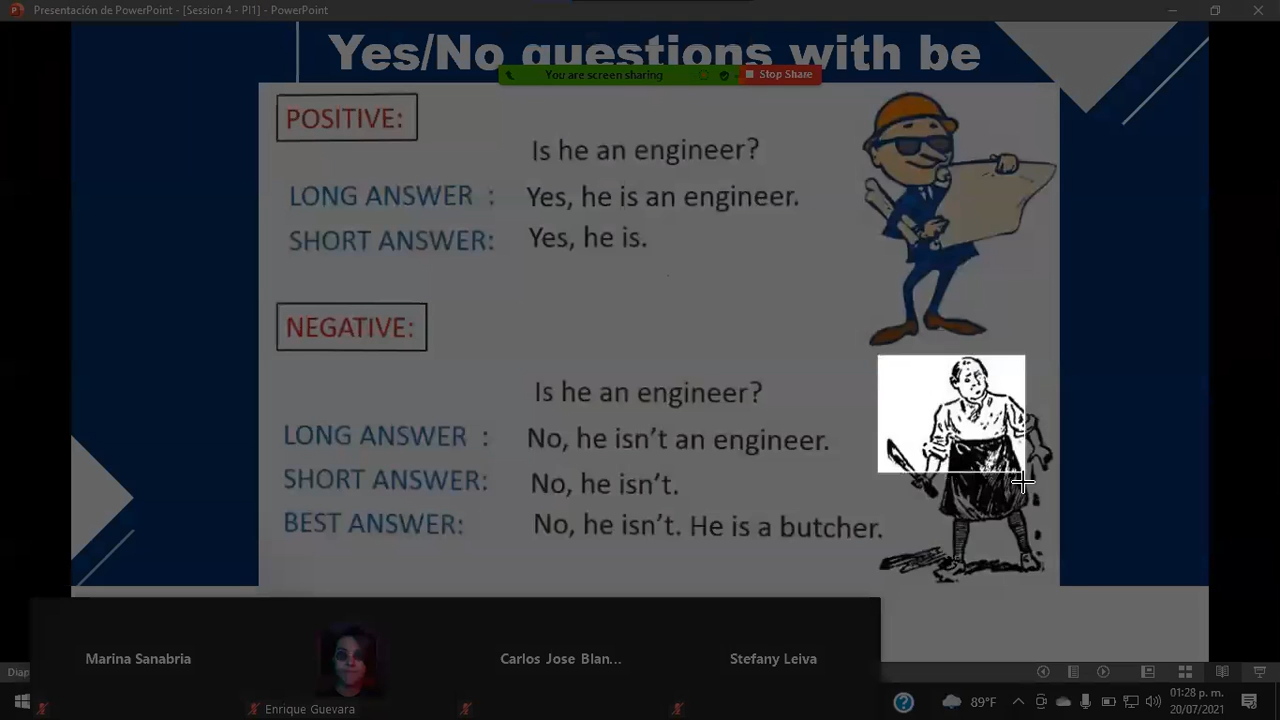 Presentación de PowerPoint - [Session 4 - PI1] - PowerPoint
Yes/No questions with be
You are screen sharing
Stop Share
POSITIVE:
Is he an engineer?
LONG ANSWER : Yes, he is an engineer.
SHORT ANSWER: Yes, he is.
NEGATIVE:
Is he an engineer?
LONG ANSWER : No, he isn't an engineer.
SHORT ANSWER: No, he isn't.
BEST ANSWER: No, he isn't. He is a butcher.
Marina Sanabria
Carlos Jose Blan...
Stefany Leiva
Enrique Guevara
Diap
89°F
01:28 p. m.
20/07/2021